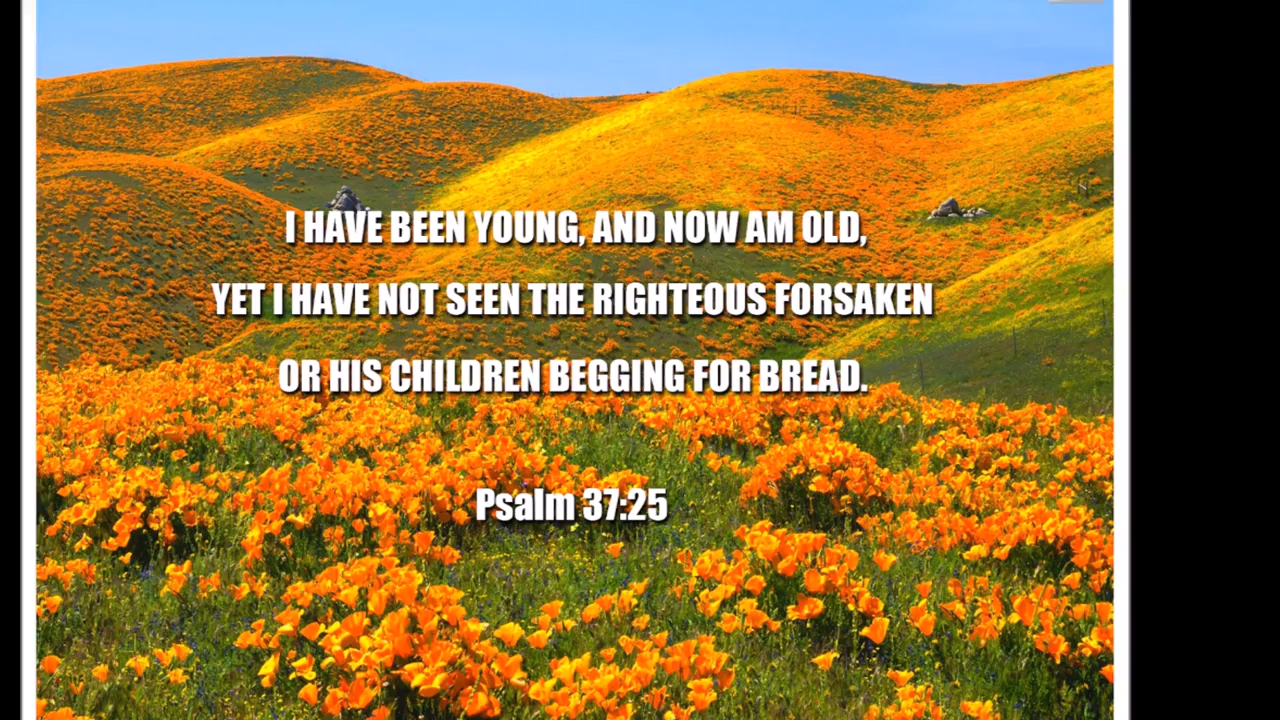 I HAVE BEEN YOUNG, AND NOW AM OLD,
YET I HAVE NOT SEEN THE RIGHTEOUS FORSAKEN
OR HIS CHILDREN BEGGING FOR BREAD.
Psalm 37:25